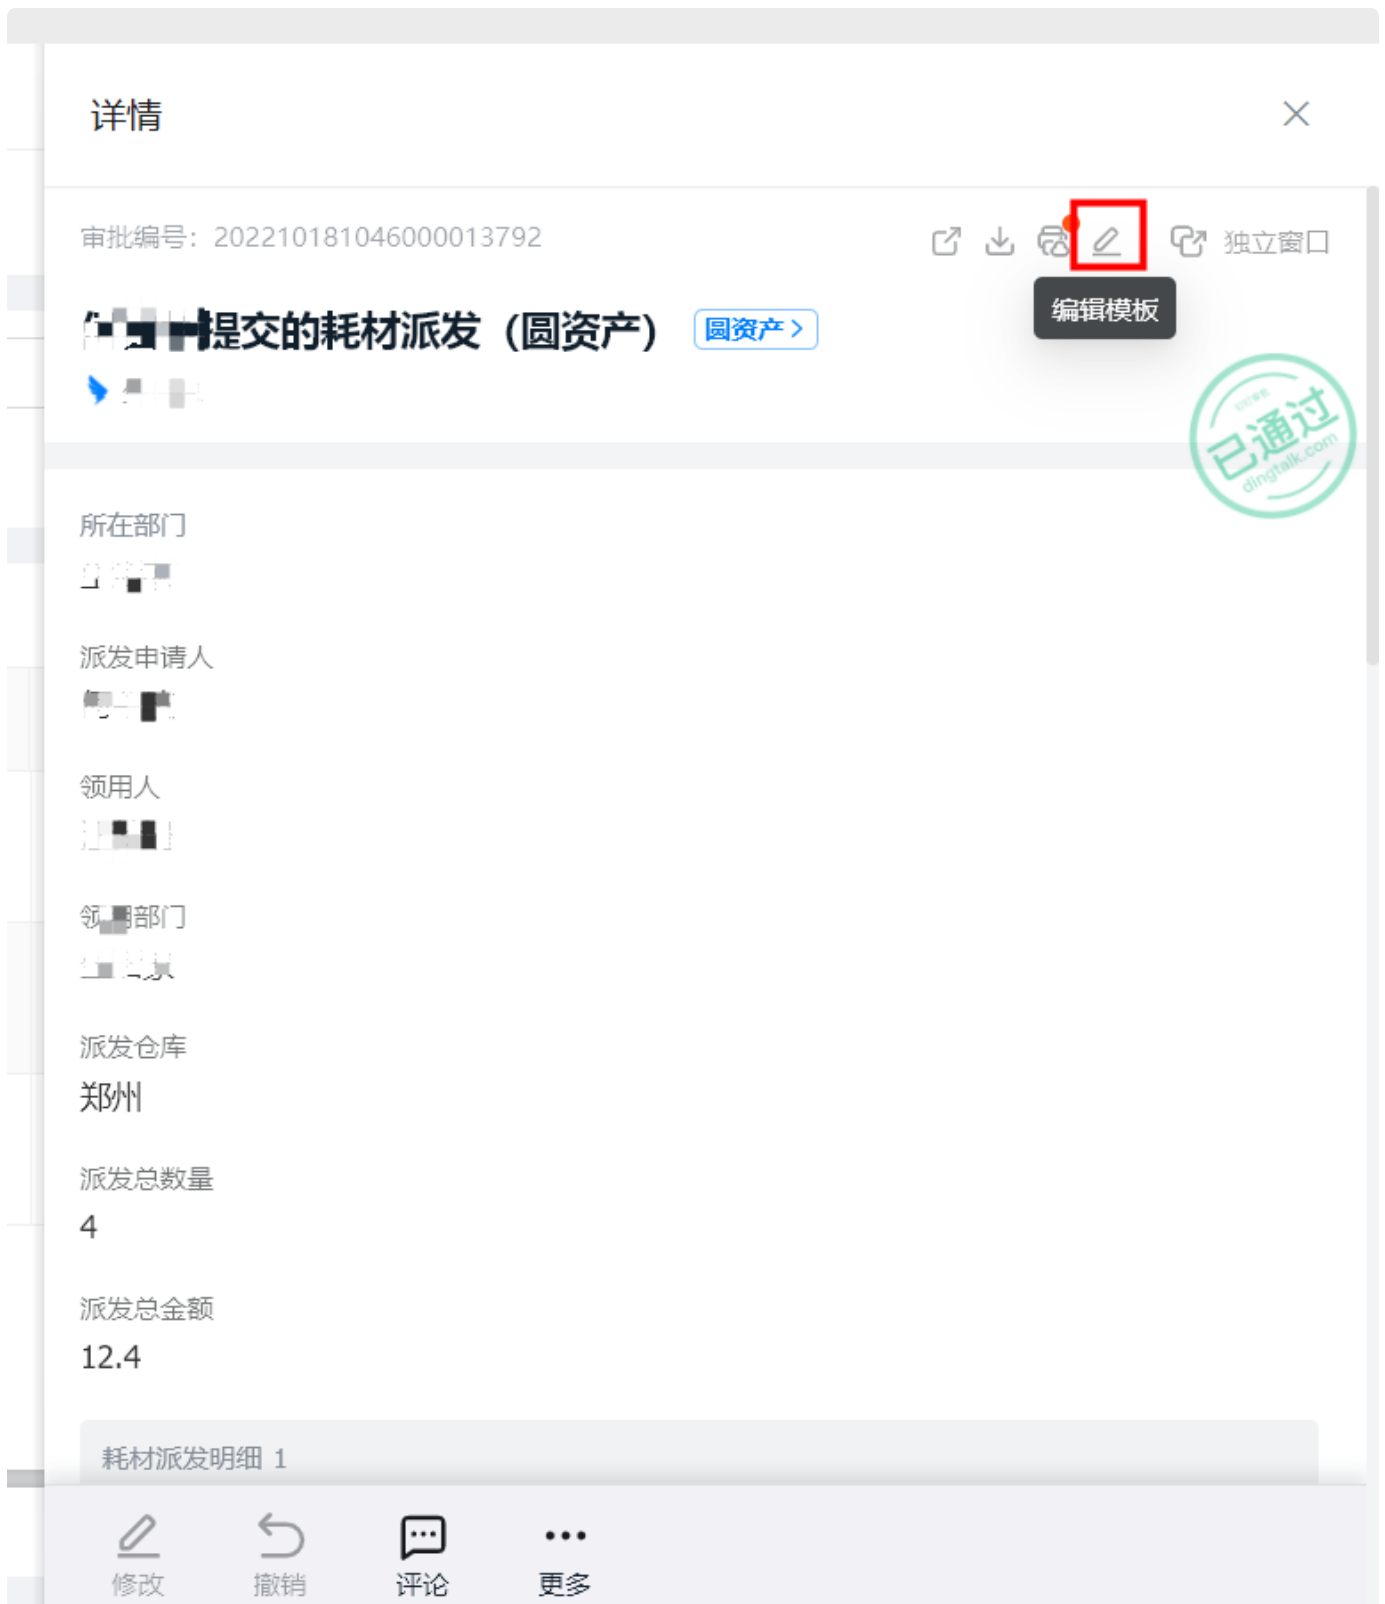 详情
审批编号：202210181046000013792
独立窗口
编辑模板
提交的耗材派发（圆资产）
圆资产
已通过
dingtalk.com
所在部门
派发申请人
领用人
部门
派发仓库
郑州
派发总数量
4
派发总金额
12.4
耗材派发明细 1
修改
撤销
评论
更多